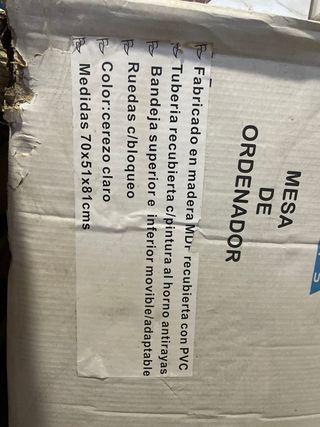 MESA
DE
ORDENADOR
Fabricado en madera MDF recubierta con PVC
Tuberia recubierta c/pintura al horno antirayas
Bandeja superior e inferior movible/adaptable
Ruedas c/bloqueo
Color:cerezo claro
Medidas 70x51x81cms